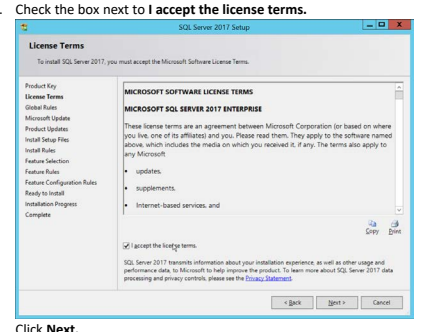 . Check the box next to I accept the license terms.
SQL Server 2017 Setup
License Terms
To install SQL Server 2017, you must accept the Microsoft Software License Terms.
Product Key
License Terms
Global Rules
Microsoft Update
Product Updates
Install Setup Files
Install Rules
Feature Selection
Feature Rules
Feature Configuration Rules
Ready to Install
Installation Progress
Complete
MICROSOFT SOFTWARE LICENSE TERMS
MICROSOFT SQL SERVER 2017 ENTERPRISE
These license terms are an agreement between Microsoft Corporation (or based on where
you live, one of its affiliates) and you. Please read them. They apply to the software named
above, which includes the media on which you received it, if any. The terms also apply to
any Microsoft
• updates,
• supplements,
• Internet-based services, and
Copy Print
I accept the license terms.
SQL Server 2017 transmits information about your installation experience, as well as other usage and
performance data, to Microsoft to help improve the product. To learn more about SQL Server 2017 data
processing and privacy controls, please see the Privacy Statement.
< Back Next > Cancel
Click Next.